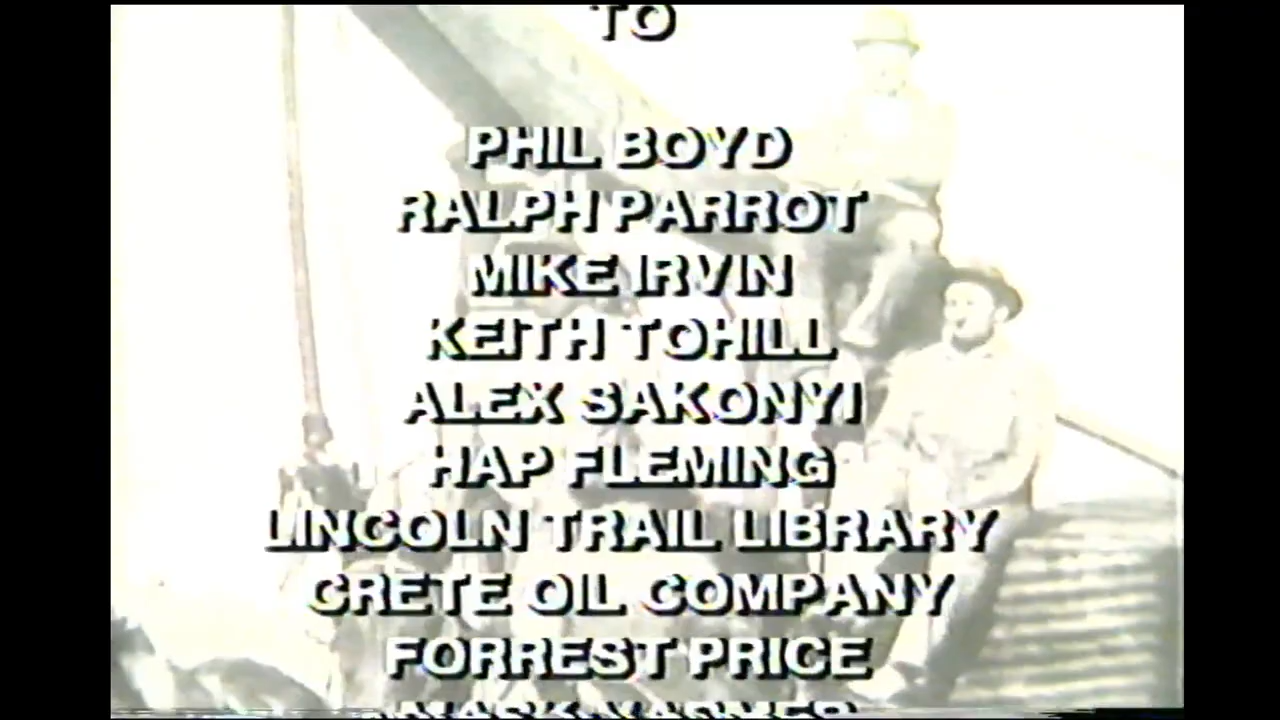 TO
PHIL BOYD
RALPH PARROT
MIKE IRVIN
KEITH TOHILL
ALEX SAKONYI
HAP FLEMING
LINCOLN TRAIL LIBRARY
CRETE OIL COMPANY
FORREST PRICE
MARK